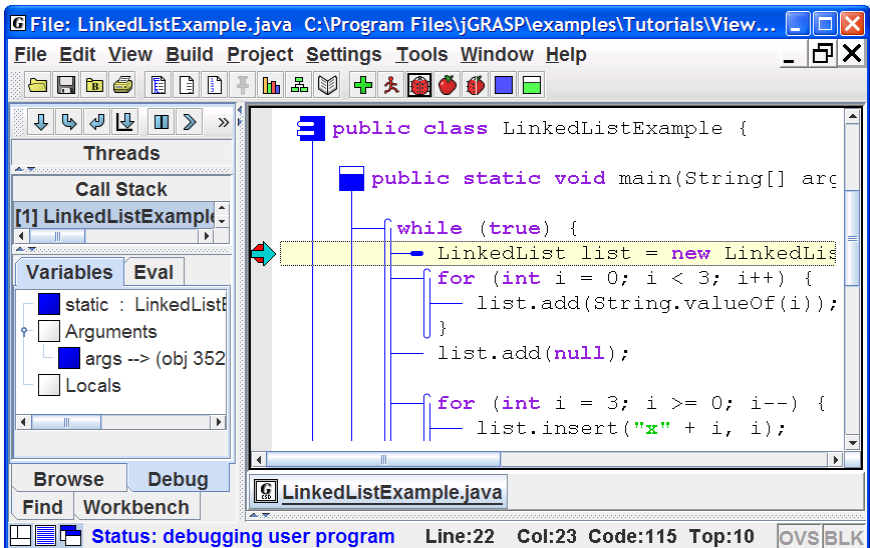 File: LinkedListExample.java C:\Program Files\jGRASP\examples\Tutorials\View...
File Edit View Build Project Settings Tools Window Help
Threads
Call Stack
[1] LinkedListExample
Variables Eval
static : LinkedListE
Arguments
args --> (obj 352
Locals
Browse Debug
Find Workbench
public class LinkedListExample {
public static void main(String[] arg
while (true) {
LinkedList list = new LinkedLis
for (int i = 0; i < 3; i++) {
list.add(String.valueOf(i));
}
list.add(null);
for (int i = 3; i >= 0; i--) {
list.insert("x" + i, i);
LinkedListExample.java
Status: debugging user program Line:22 Col:23 Code:115 Top:10 OVS BLK